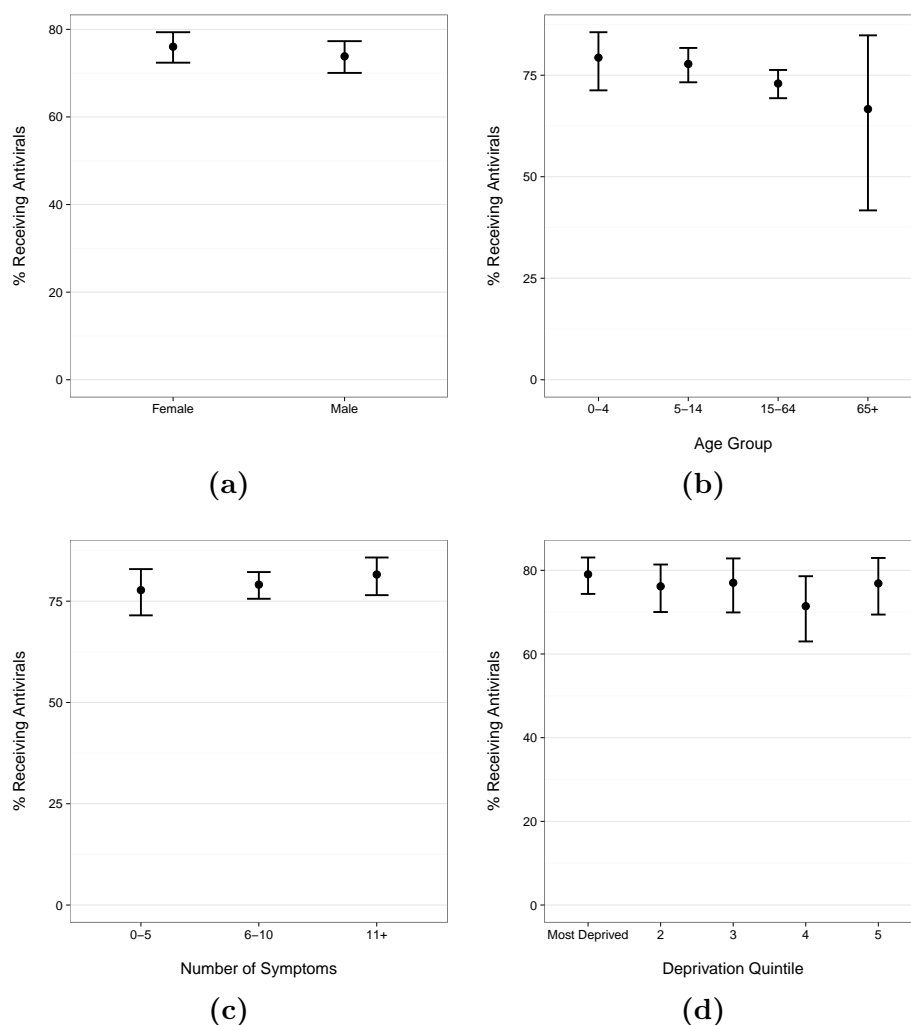 % Receiving Antivirals
80
60
40
20
0
Female Male
(a)
% Receiving Antivirals
75
50
25
0
0–4 5–14 15–64 65+
Age Group
(b)
% Receiving Antivirals
75
50
25
0
0–5 6–10 11+
Number of Symptoms
(c)
% Receiving Antivirals
80
60
40
20
0
Most Deprived 2 3 4 5
Deprivation Quintile
(d)